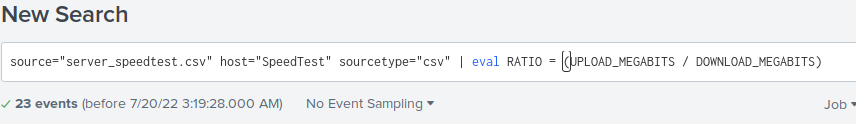 New Search
source="server_speedtest.csv" host="SpeedTest" sourcetype="csv" | eval RATIO = (UPLOAD_MEGABITS / DOWNLOAD_MEGABITS)
23 events (before 7/20/22 3:19:28.000 AM) No Event Sampling Job